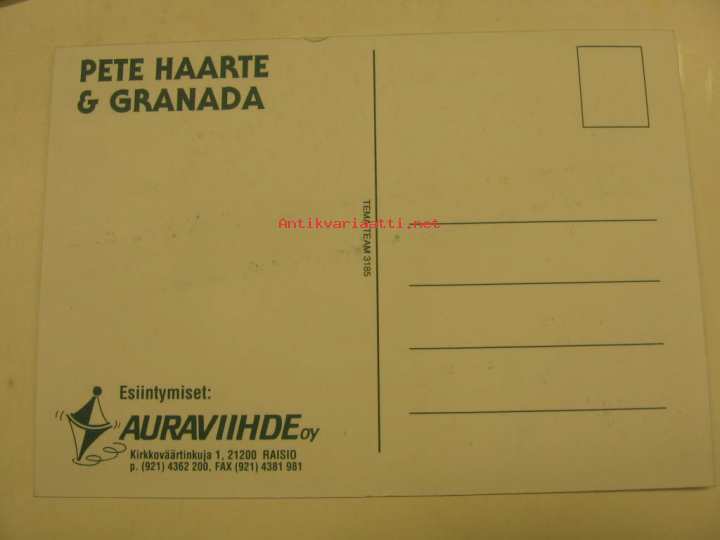 PETE HAARTE
& GRANADA
Antikvariaatti.net
TEAM 3185
Esiintymiset:
AURAVIIHDE OY
Kirkkoväärtinkuja 1, 21200 RAISIO
p. (921) 4362 200, FAX (921) 4381 981